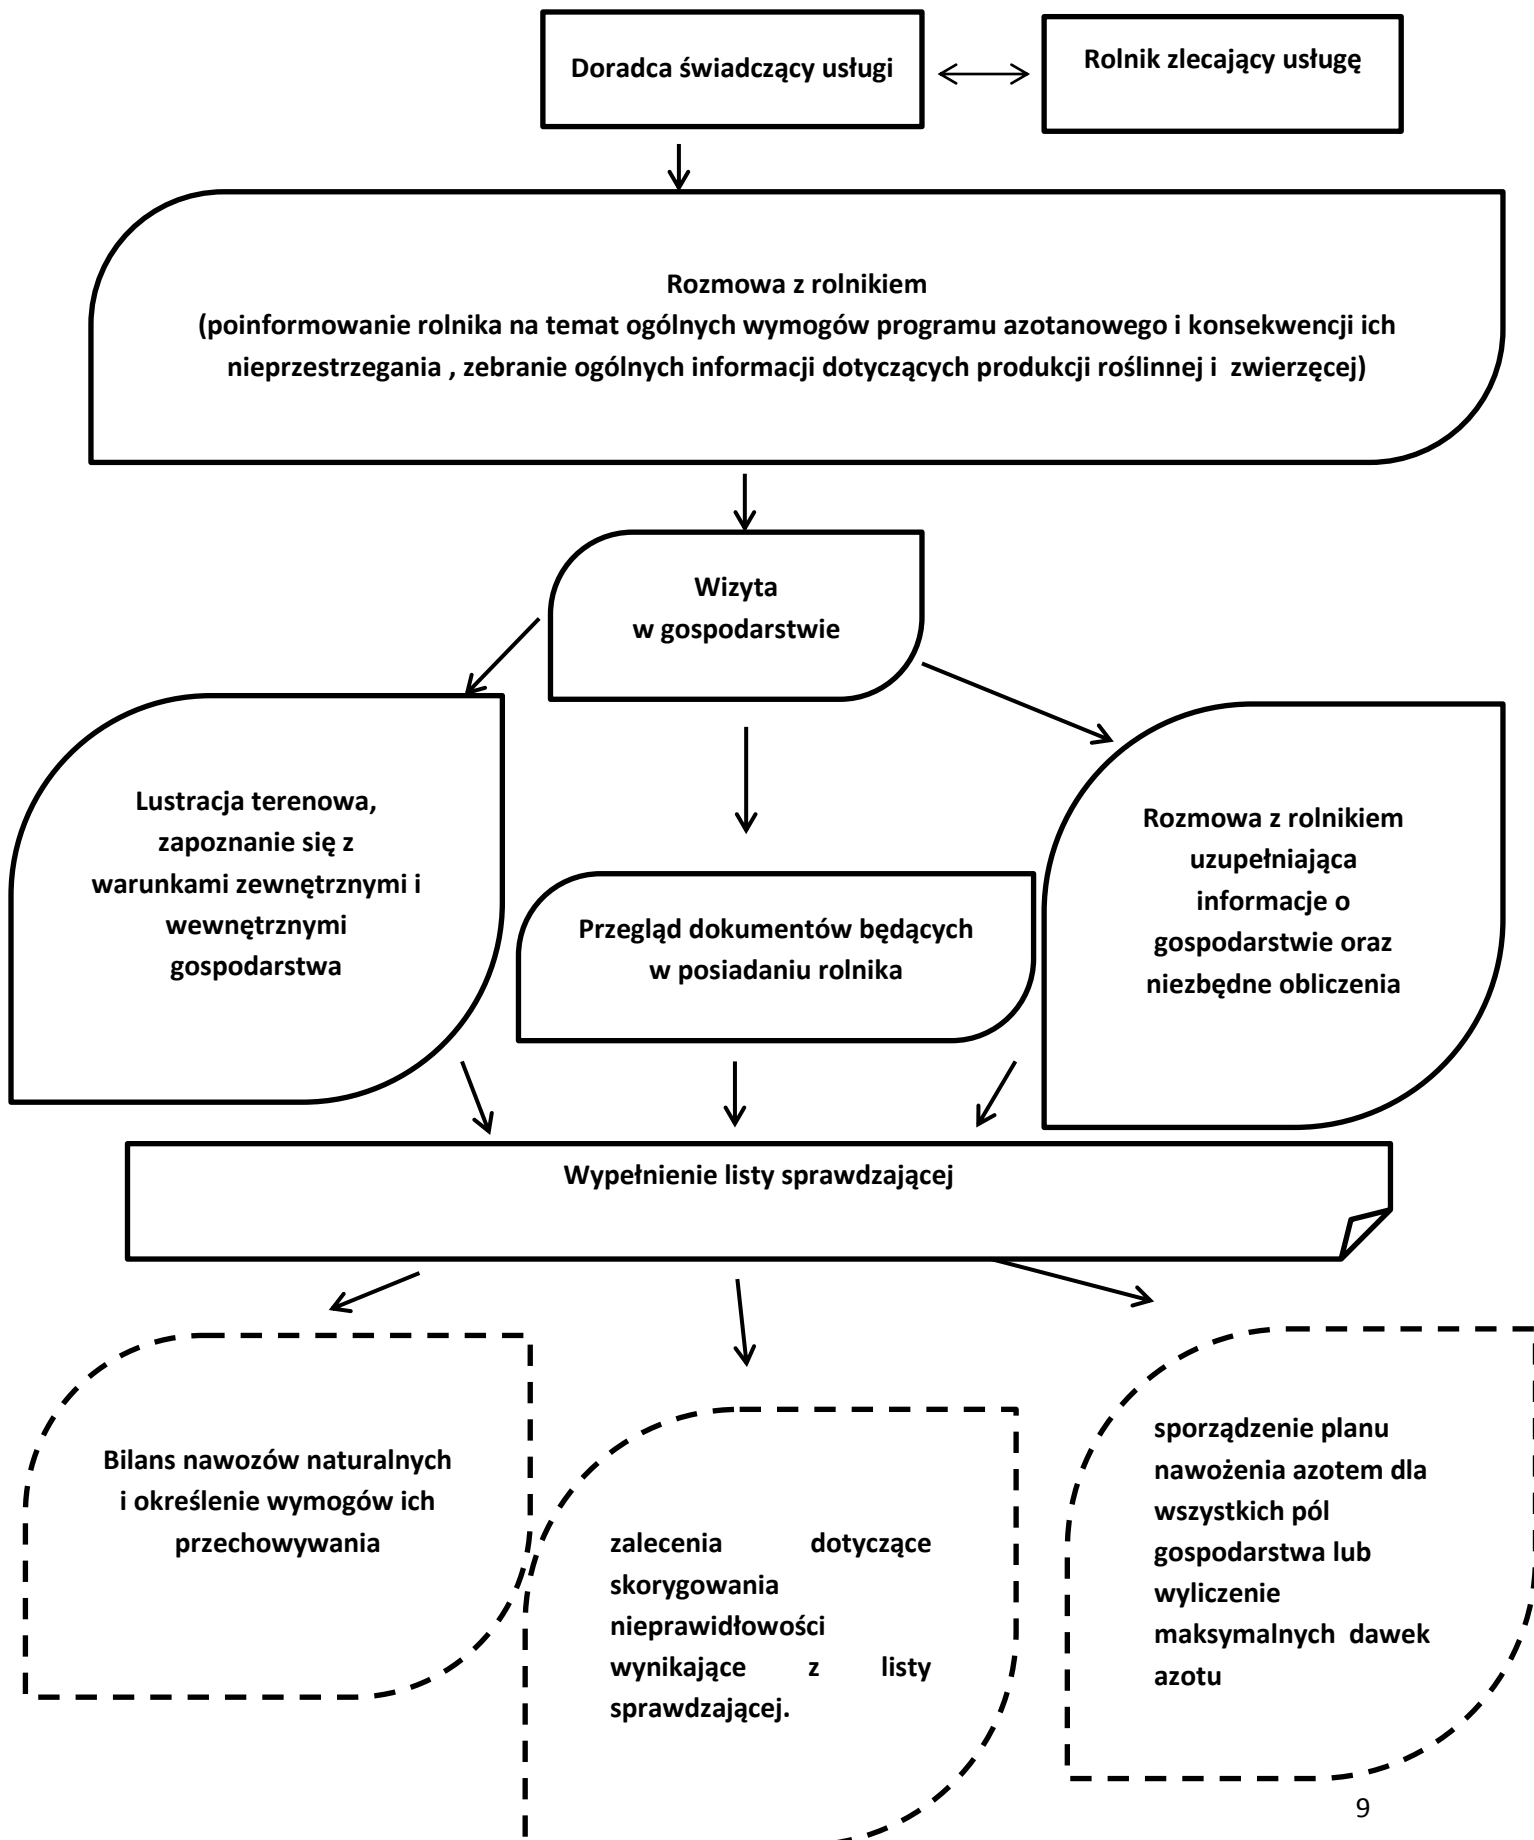 Doradca świadczący usługi
Rolnik zlecający usługę
Rozmowa z rolnikiem
(poinformowanie rolnika na temat ogólnych wymogów programu azotanowego i konsekwencji ich
nieprzestrzegania , zebranie ogólnych informacji dotyczących produkcji roślinnej i  zwierzęcej)
Wizyta
w gospodarstwie
Lustracja terenowa,
zapoznanie się z
warunkami zewnętrznymi i
wewnętrznymi
gospodarstwa
Przegląd dokumentów będących
w posiadaniu rolnika
Rozmowa z rolnikiem
uzupełniająca
informacje o
gospodarstwie oraz
niezbędne obliczenia
Wypełnienie listy sprawdzającej
Bilans nawozów naturalnych
i określenie wymogów ich
przechowywania
zalecenia dotyczące
skorygowania
nieprawidłowości
wynikające z listy
sprawdzającej.
sporządzenie planu
nawożenia azotem dla
wszystkich pól
gospodarstwa lub
wyliczenie
maksymalnych  dawek
azotu
9